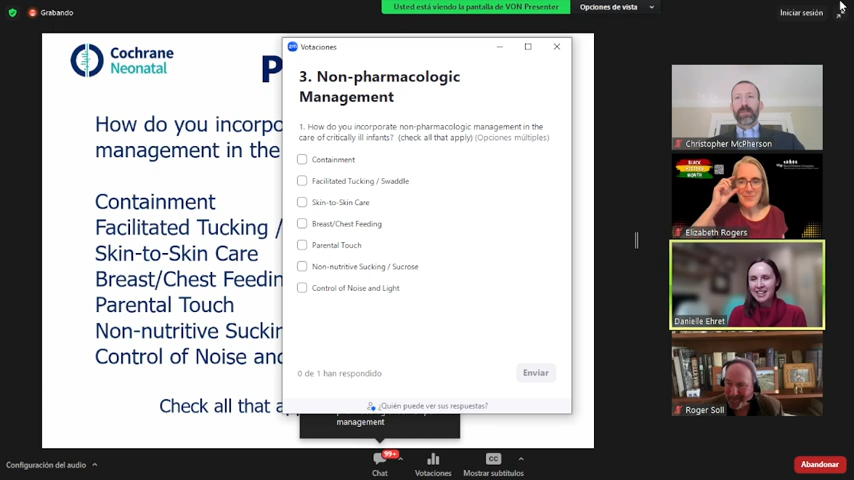 Grabando
Usted está viendo la pantalla de VON Presenter
Opciones de vista
Iniciar sesión
Cochrane
Neonatal
P
How do you incorpo
management in the
Containment
Facilitated Tucking /
Skin-to-Skin Care
Breast/Chest Feedin
Parental Touch
Non-nutritive Suckin
Control of Noise and
Check all that a
Votaciones
3. Non-pharmacologic
Management
1. How do you incorporate non-pharmacologic management in the
care of critically ill infants? (check all that apply) (Opciones múltiples)
Containment
Facilitated Tucking / Swaddle
Skin-to-Skin Care
Breast/Chest Feeding
Parental Touch
Non-nutritive Sucking / Sucrose
Control of Noise and Light
0 de 1 han respondido
Enviar
¿Quién puede ver sus respuestas?
management
Christopher McPherson
BLACK
HISTORY
MONTH
Elizabeth Rogers
Danielle Ehret
Roger Soll
Configuración del audio
99+
Chat
Votaciones
CC
Mostrar subtítulos
Abandonar